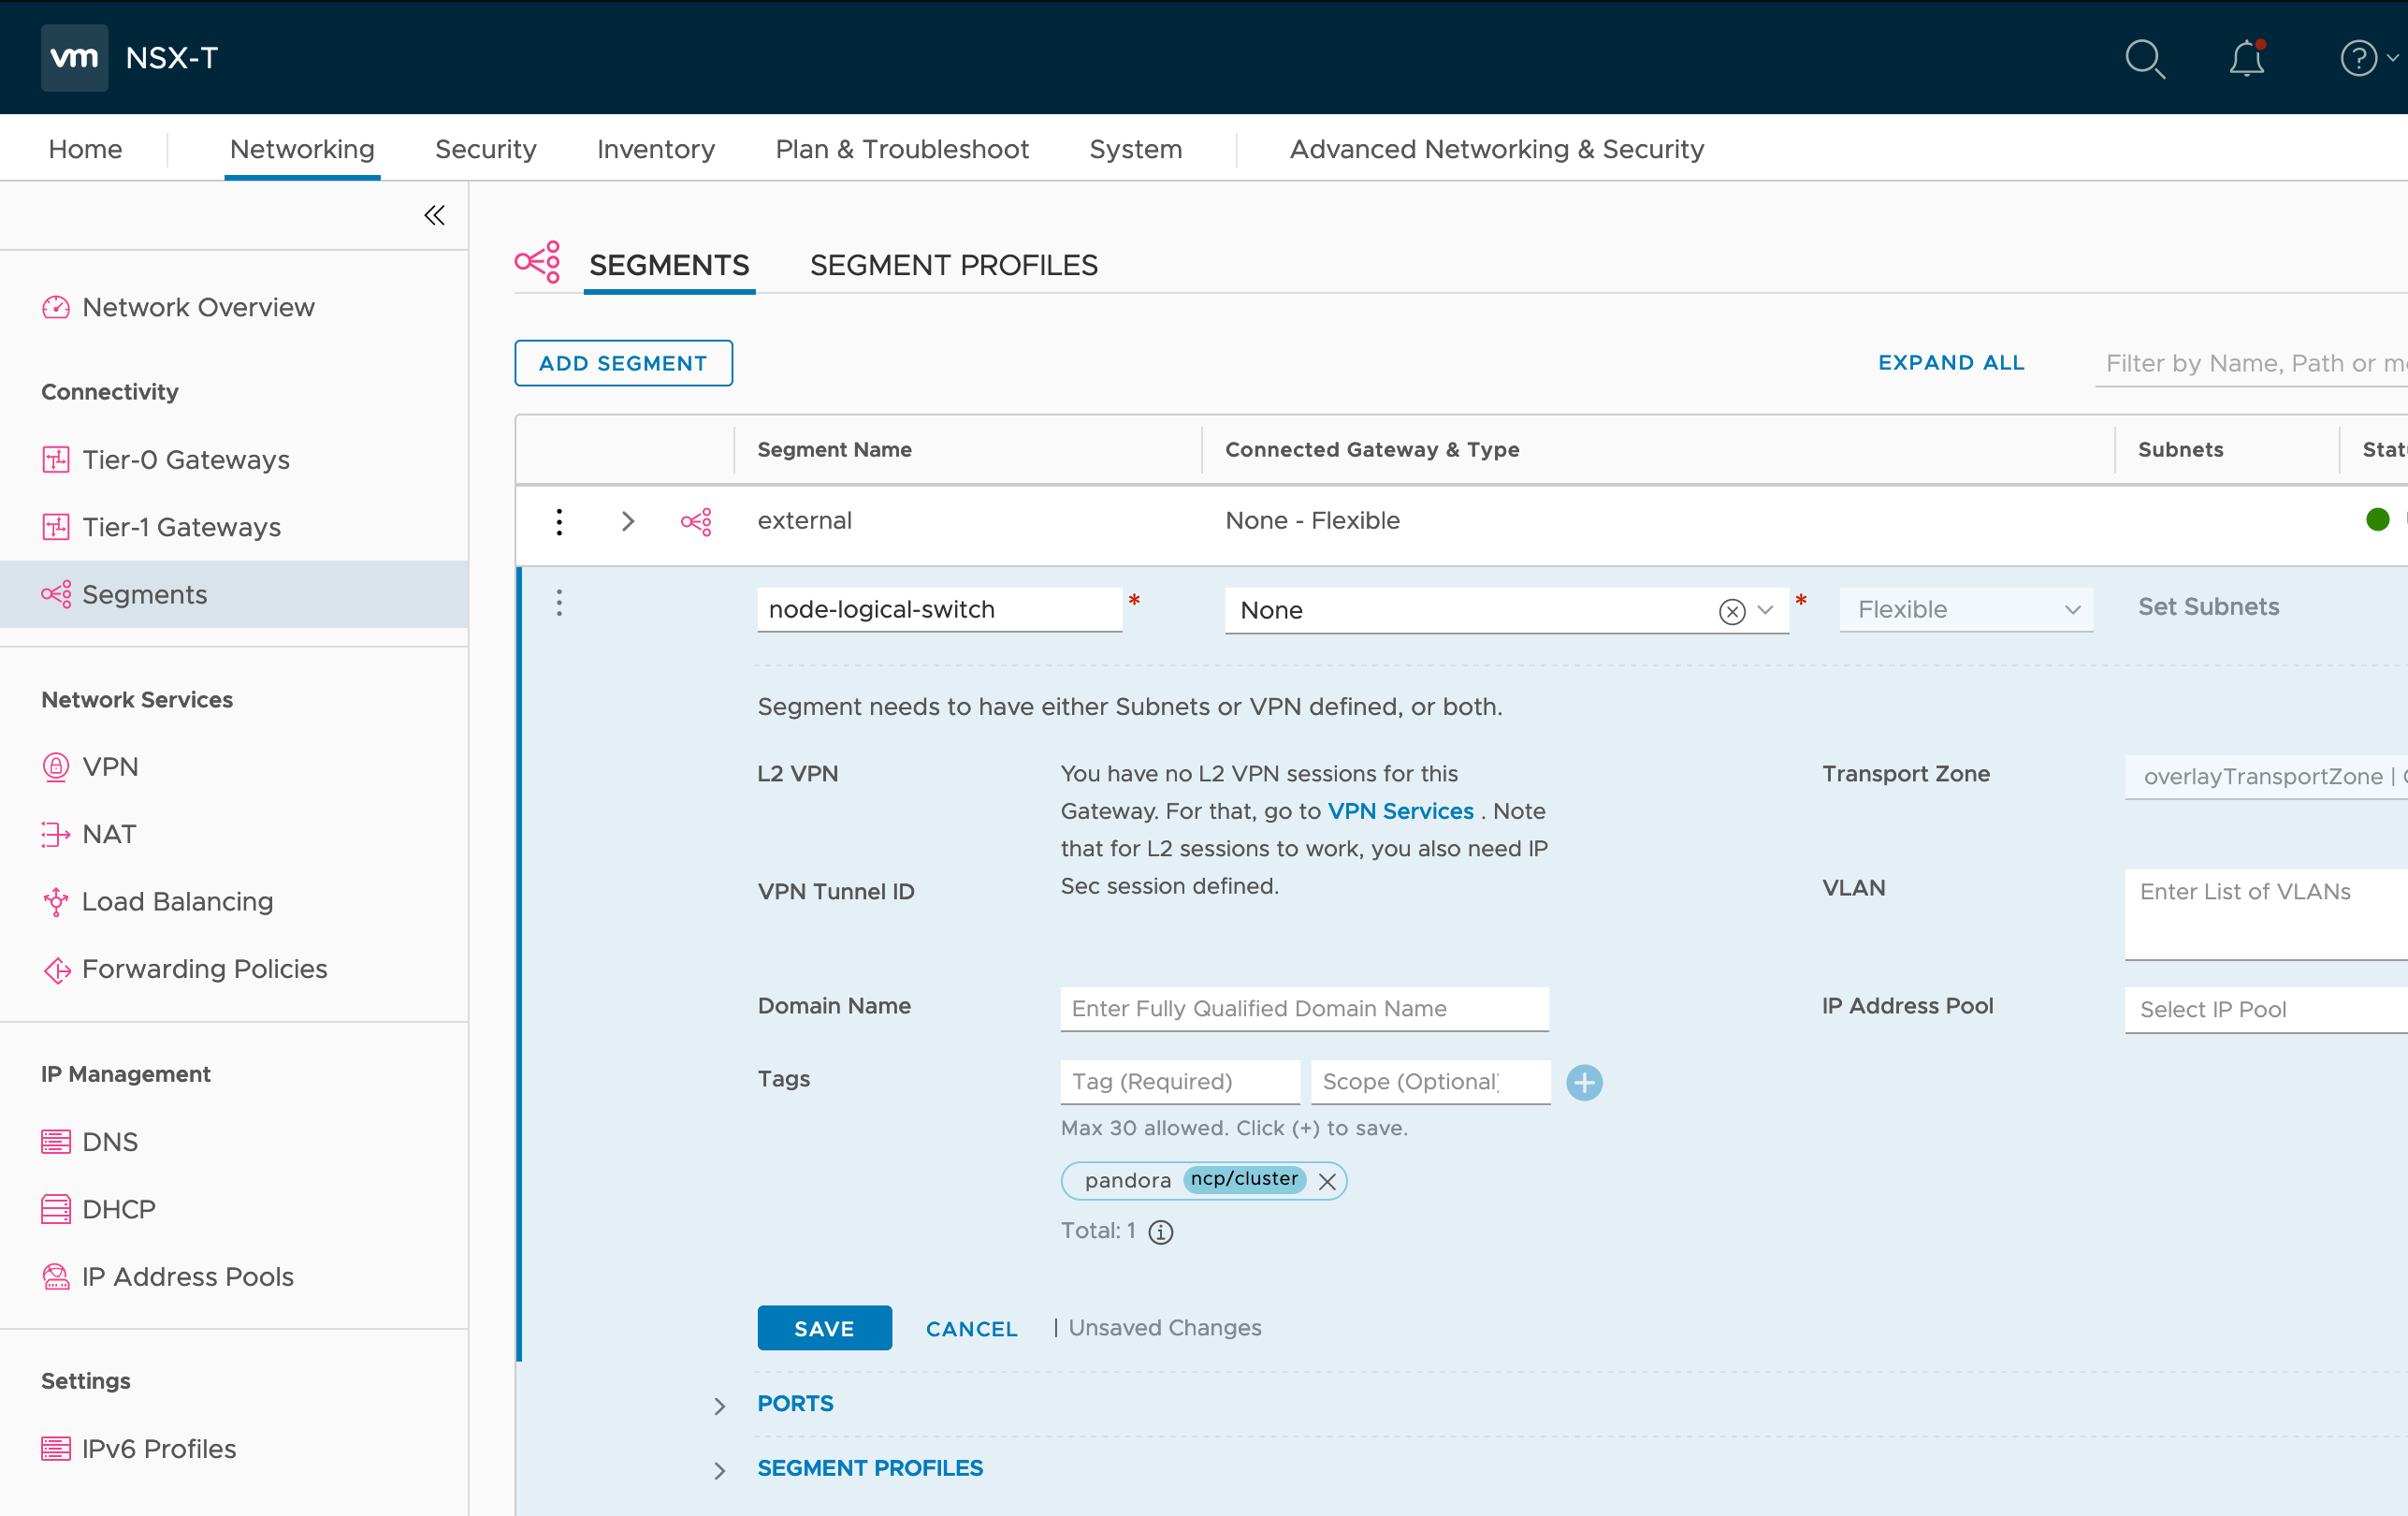 vm NSX-T
Home Networking Security Inventory Plan & Troubleshoot System Advanced Networking & Security
Network Overview
Connectivity
Tier-0 Gateways
Tier-1 Gateways
Segments
Network Services
VPN
NAT
Load Balancing
Forwarding Policies
IP Management
DNS
DHCP
IP Address Pools
Settings
IPv6 Profiles
SEGMENTS SEGMENT PROFILES
ADD SEGMENT EXPAND ALL Filter by Name, Path or
Segment Name Connected Gateway & Type Subnets
external None - Flexible
node-logical-switch * None * Flexible Set Subnets
Segment needs to have either Subnets or VPN defined, or both.
L2 VPN
You have no L2 VPN sessions for this
Gateway. For that, go to VPN Services . Note
that for L2 sessions to work, you also need IP
Sec session defined.
VPN Tunnel ID
Transport Zone overlayTransportZone |
VLAN Enter List of VLANs
Domain Name Enter Fully Qualified Domain Name
IP Address Pool Select IP Pool
Tags Tag (Required) Scope (Optional)
Max 30 allowed. Click (+) to save.
pandora ncp/cluster
Total: 1
SAVE CANCEL | Unsaved Changes
PORTS
SEGMENT PROFILES